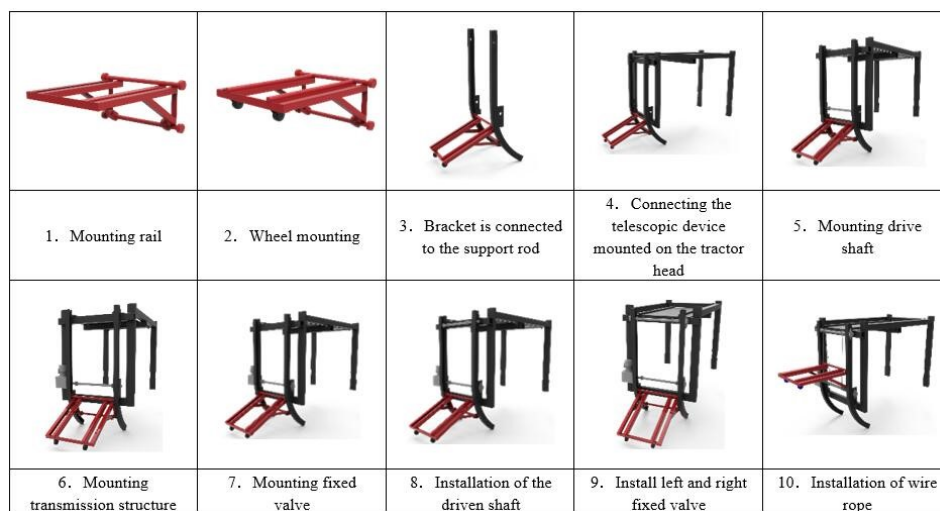 1．Mounting rail
2．Wheel mounting
3．Bracket is connected
to the support rod
4．Connecting the
telescopic device
mounted on the tractor
head
5．Mounting drive
shaft
6．Mounting
transmission structure
7．Mounting fixed
valve
8．Installation of the
driven shaft
9．Install left and right
fixed valve
10．Installation of wire
rope